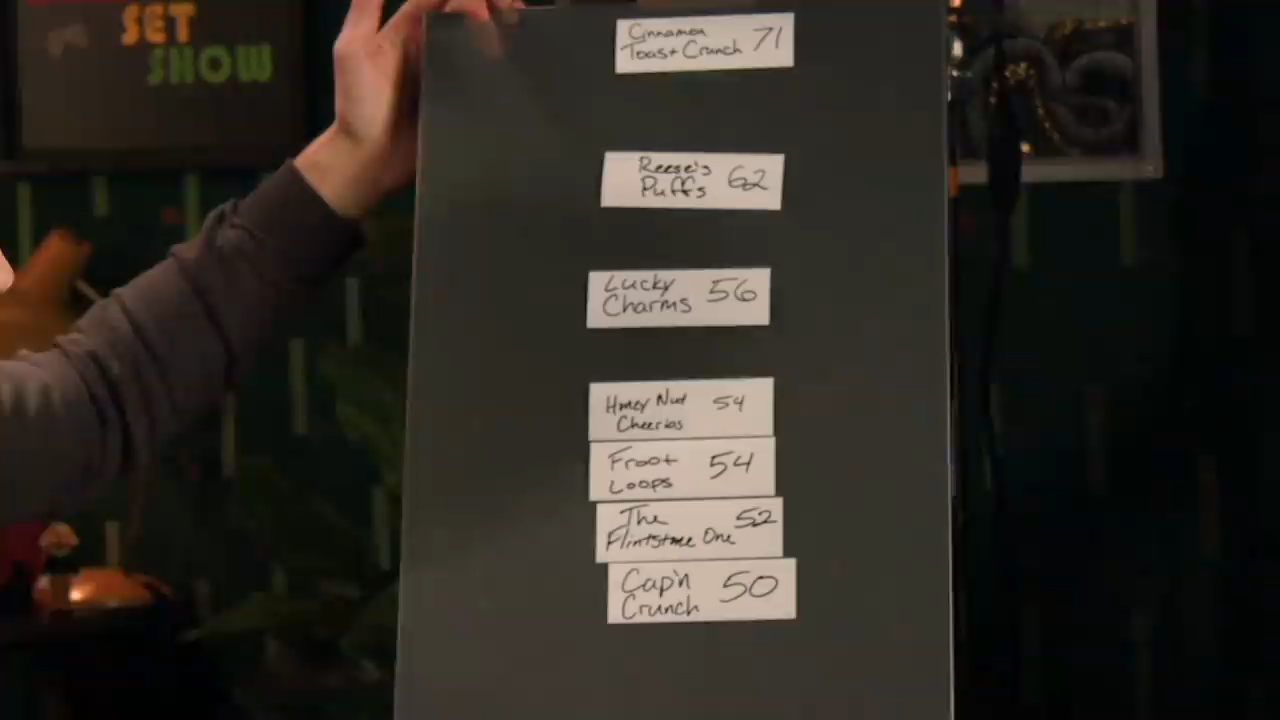 SET
SHOW
Cinnamon
Toast Crunch 71
Reese's
Puffs 62
Lucky
Charms 56
Honey Nut
Cheerios 54
Froot
Loops 54
The
Flintstone One 52
Cap'n
Crunch 50